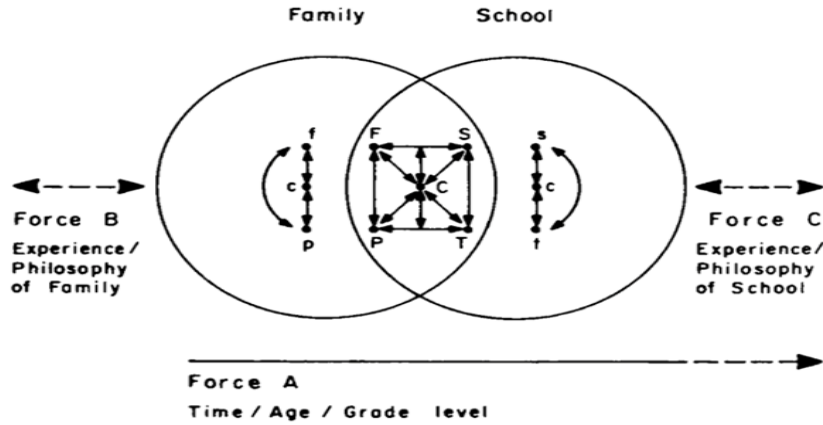 Family School
f F S s
c C c
p P T t
Force B Force C
Experience/ Experience/
Philosophy Philosophy
of Family of School
Force A
Time / Age / Grade level